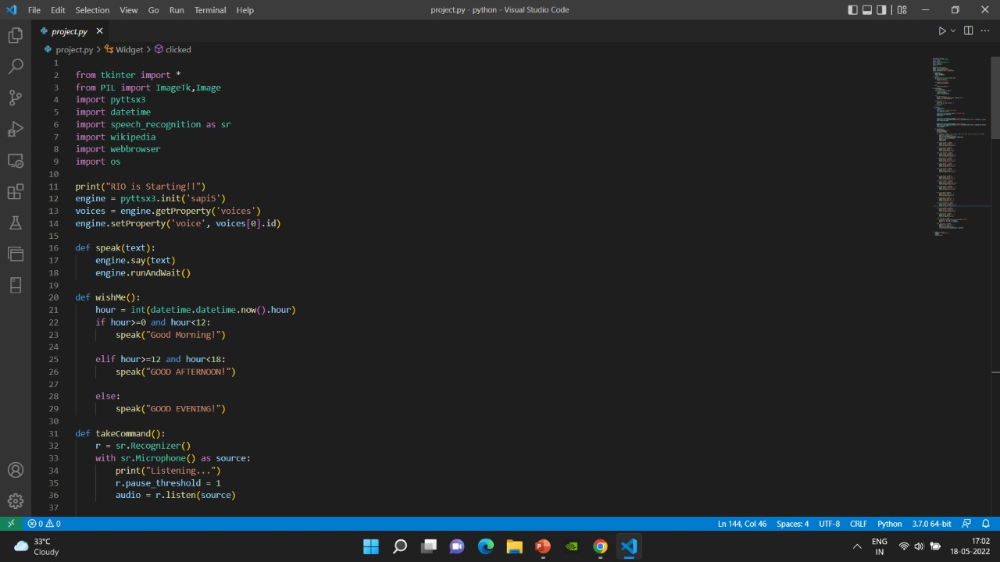 File Edit Selection View Go Run Terminal Help project.py - python - Visual Studio Code
project.py
project.py > Widget > clicked
1
2 from tkinter import *
3 from PIL import ImageTk,Image
4 import pyttsx3
5 import datetime
6 import speech_recognition as sr
7 import wikipedia
8 import webbrowser
9 import os
10
11 print("RIO is Starting!!")
12 engine = pyttsx3.init('sapi5')
13 voices = engine.getProperty('voices')
14 engine.setProperty('voice', voices[0].id)
15
16 def speak(text):
17     engine.say(text)
18     engine.runAndWait()
19
20 def wishMe():
21     hour = int(datetime.datetime.now().hour)
22     if hour>=0 and hour<12:
23         speak("Good Morning!")
24
25     elif hour>=12 and hour<18:
26         speak("GOOD AFTERNOON!")
27
28     else:
29         speak("GOOD EVENING!")
30
31 def takeCommand():
32     r = sr.Recognizer()
33     with sr.Microphone() as source:
34         print("Listening...")
35         r.pause_threshold = 1
36         audio = r.listen(source)
37
0 0 Ln 144, Col 46 Spaces: 4 UTF-8 CRLF Python 3.7.0 64-bit
33°C ENG 17:02
Cloudy IN 18-05-2022